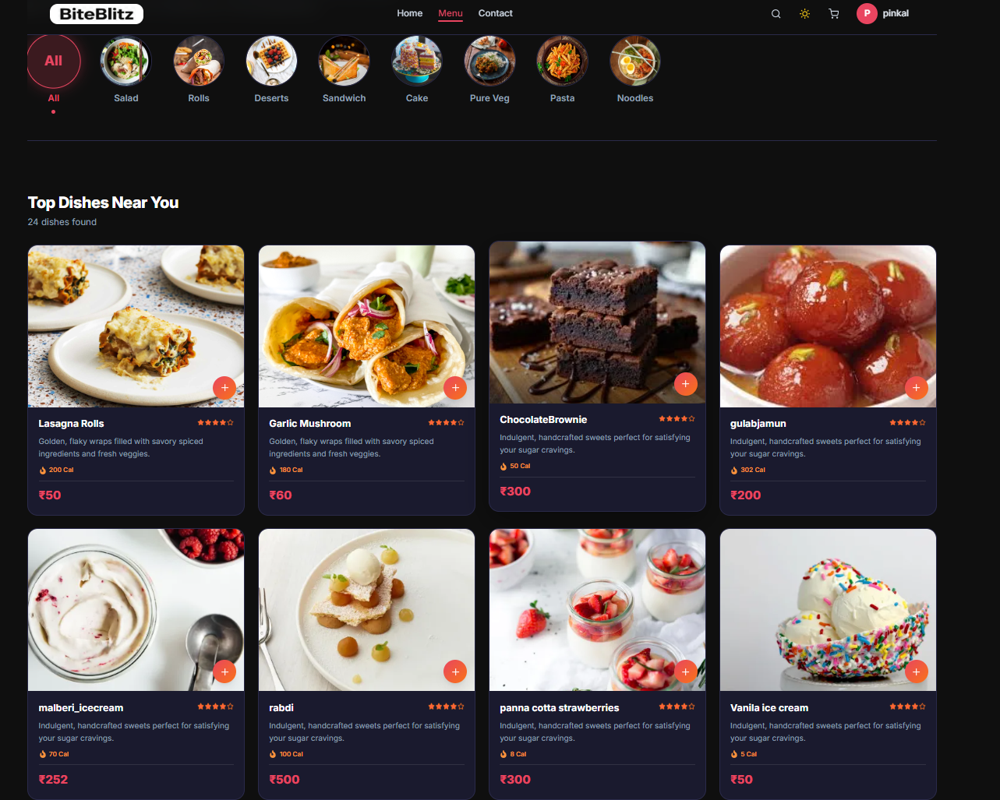 BiteBlitz
Home Menu Contact
P pinkal
All
All Salad Rolls Deserts Sandwich Cake Pure Veg Pasta Noodles
Top Dishes Near You
24 dishes found
Lasagna Rolls
Golden, flaky wraps filled with savory spiced
ingredients and fresh veggies.
200 Cal
₹50
Garlic Mushroom
Golden, flaky wraps filled with savory spiced
ingredients and fresh veggies.
180 Cal
₹60
ChocolateBrownie
Indulgent, handcrafted sweets perfect for satisfying
your sugar cravings.
50 Cal
₹300
gulabjamun
Indulgent, handcrafted sweets perfect for satisfying
your sugar cravings.
302 Cal
₹200
malberi_icecream
Indulgent, handcrafted sweets perfect for satisfying
your sugar cravings.
70 Cal
₹252
rabdi
Indulgent, handcrafted sweets perfect for satisfying
your sugar cravings.
100 Cal
₹500
panna cotta strawberries
Indulgent, handcrafted sweets perfect for satisfying
your sugar cravings.
8 Cal
₹300
Vanila ice cream
Indulgent, handcrafted sweets perfect for satisfying
your sugar cravings.
5 Cal
₹50